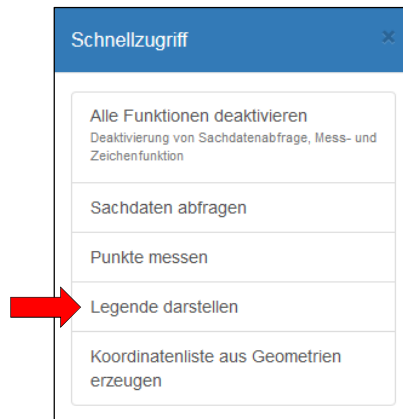 Schnellzugriff ×
Alle Funktionen deaktivieren
Deaktivierung von Sachdatenabfrage, Mess- und
Zeichenfunktion
Sachdaten abfragen
Punkte messen
Legende darstellen
Koordinatenliste aus Geometrien
erzeugen